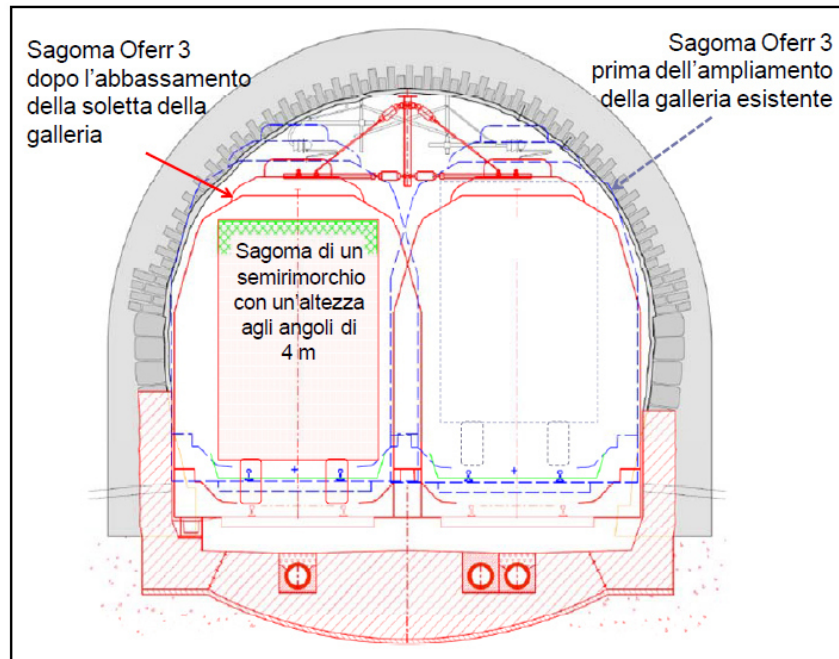 Sagoma Oferr 3
dopo l'abbassamento
della soletta della
galleria
Sagoma Oferr 3
prima dell'ampliamento
della galleria esistente
Sagoma di un
semirimorchio
con un'altezza
agli angoli di
4 m